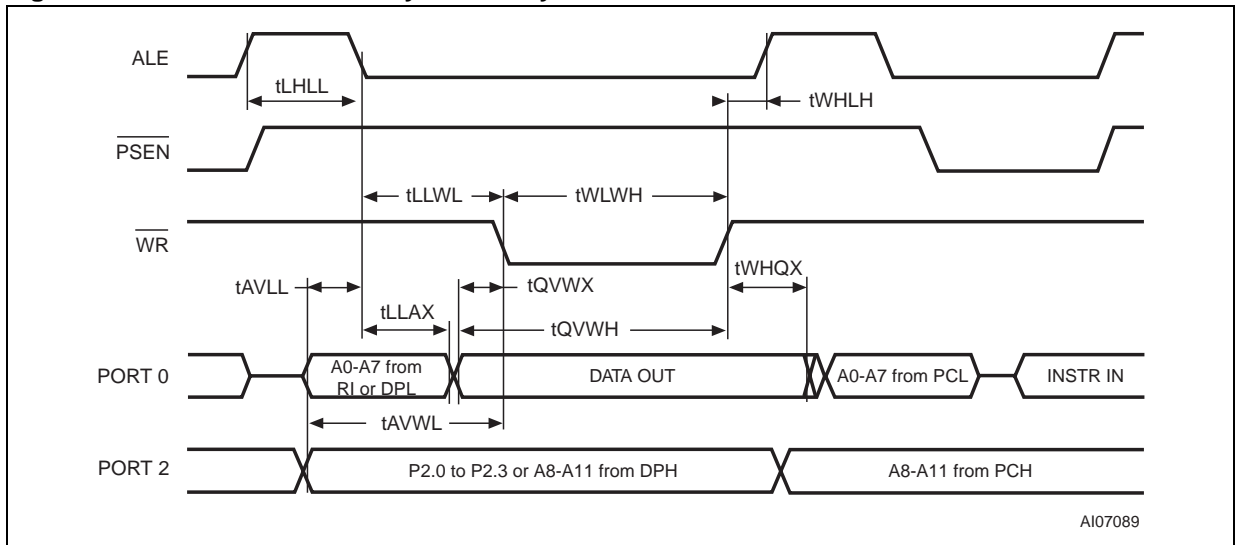 ALE
tLHLL
tWHLH
PSEN
tLLWL
tWLWH
WR
tWHQX
tAVLL
tQVWX
tLLAX
tQVWH
PORT 0
A0-A7 from
RI or DPL
DATA OUT
A0-A7 from PCL
INSTR IN
tAVWL
PORT 2
P2.0 to P2.3 or A8-A11 from DPH
A8-A11 from PCH
AI07089